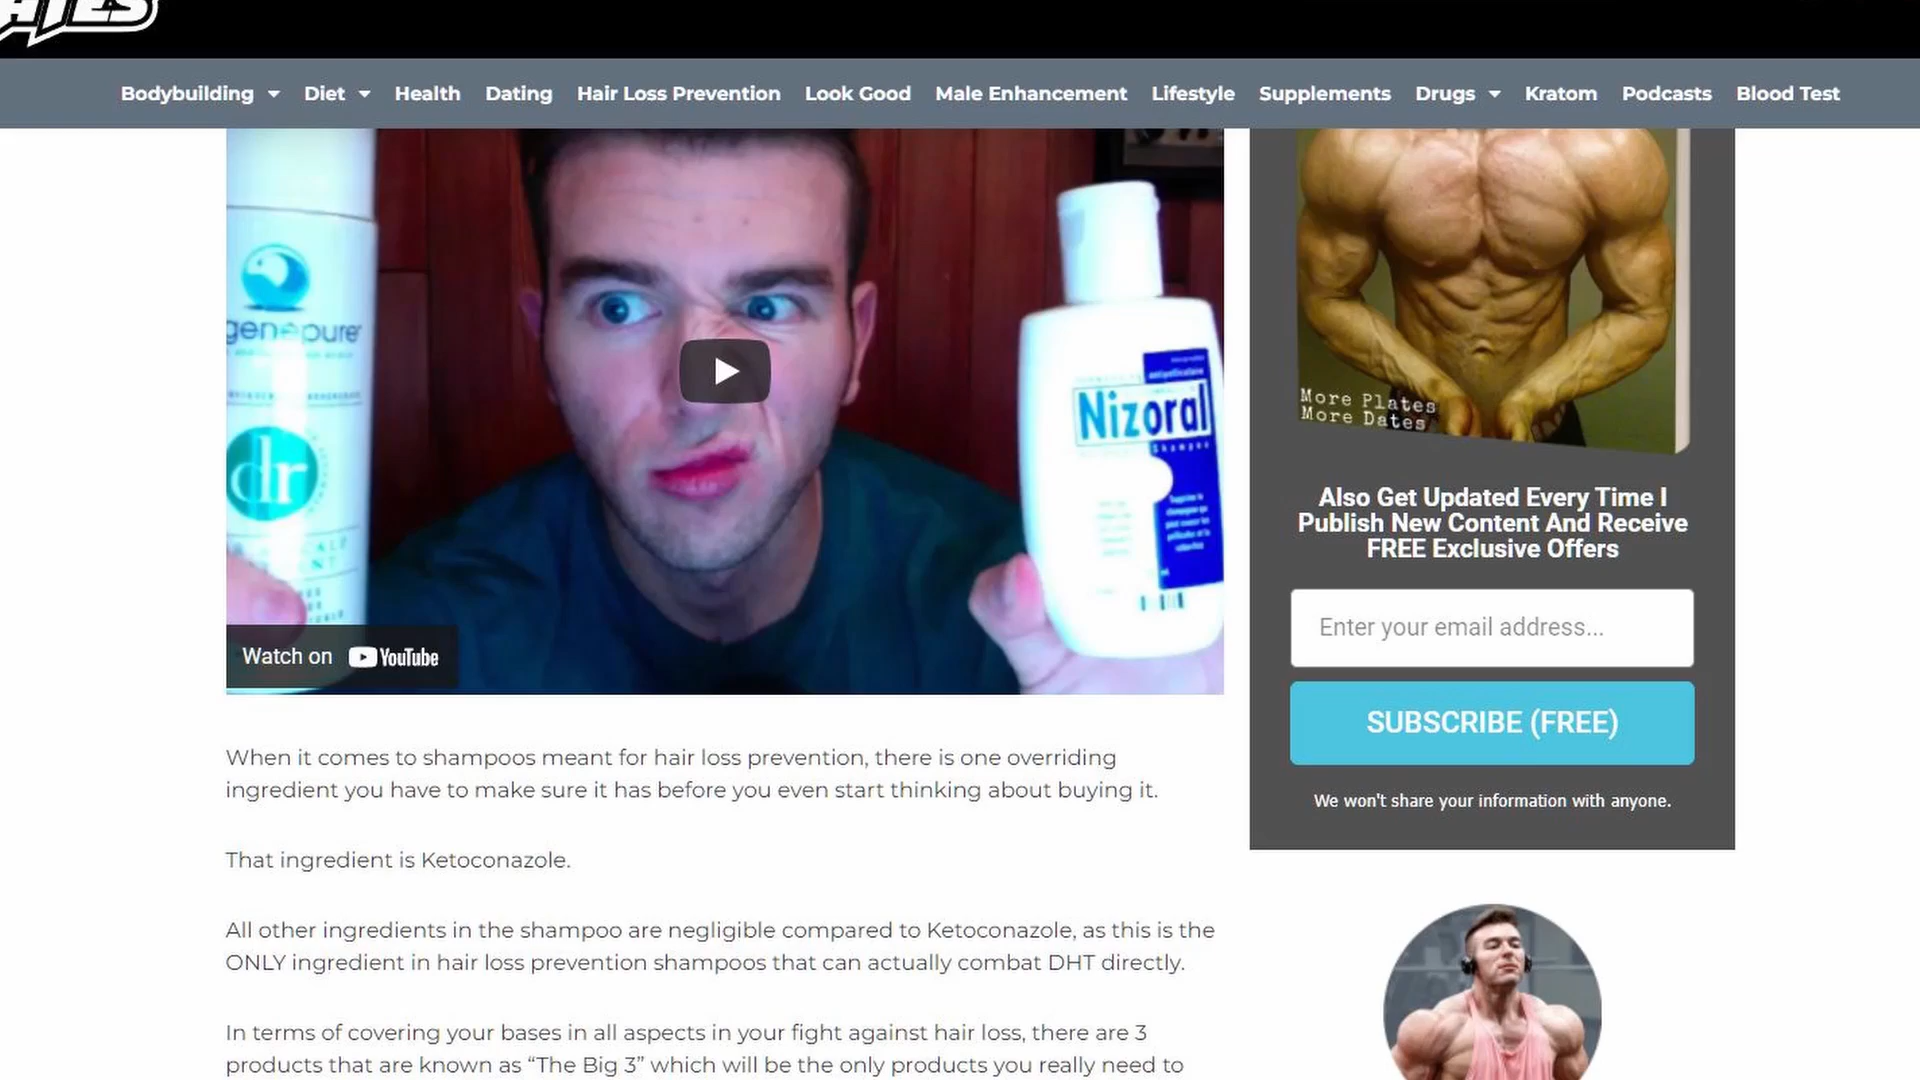 ATES
Bodybuilding Diet Health Dating Hair Loss Prevention Look Good Male Enhancement Lifestyle Supplements Drugs Kratom Podcasts Blood Test
genepure
dr
Nizoral
Shampoo
Watch on YouTube
More Plates
More Dates
Also Get Updated Every Time I
Publish New Content And Receive
FREE Exclusive Offers
Enter your email address...
SUBSCRIBE (FREE)
We won't share your information with anyone.
When it comes to shampoos meant for hair loss prevention, there is one overriding
ingredient you have to make sure it has before you even start thinking about buying it.
That ingredient is Ketoconazole.
All other ingredients in the shampoo are negligible compared to Ketoconazole, as this is the
ONLY ingredient in hair loss prevention shampoos that can actually combat DHT directly.
In terms of covering your bases in all aspects in your fight against hair loss, there are 3
products that are known as “The Big 3” which will be the only products you really need to